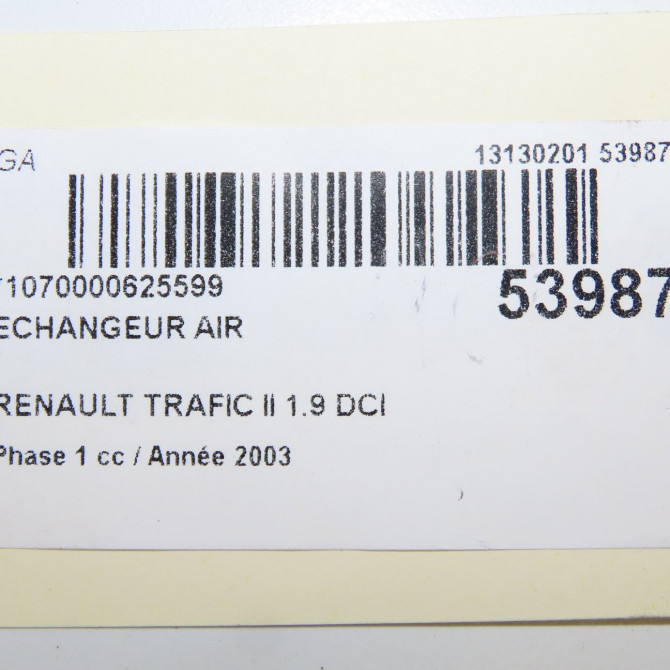 GA
13130201 53987
1070000625599
53987
ECHANGEUR AIR
RENAULT TRAFIC II 1.9 DCI
Phase 1 cc / Année 2003